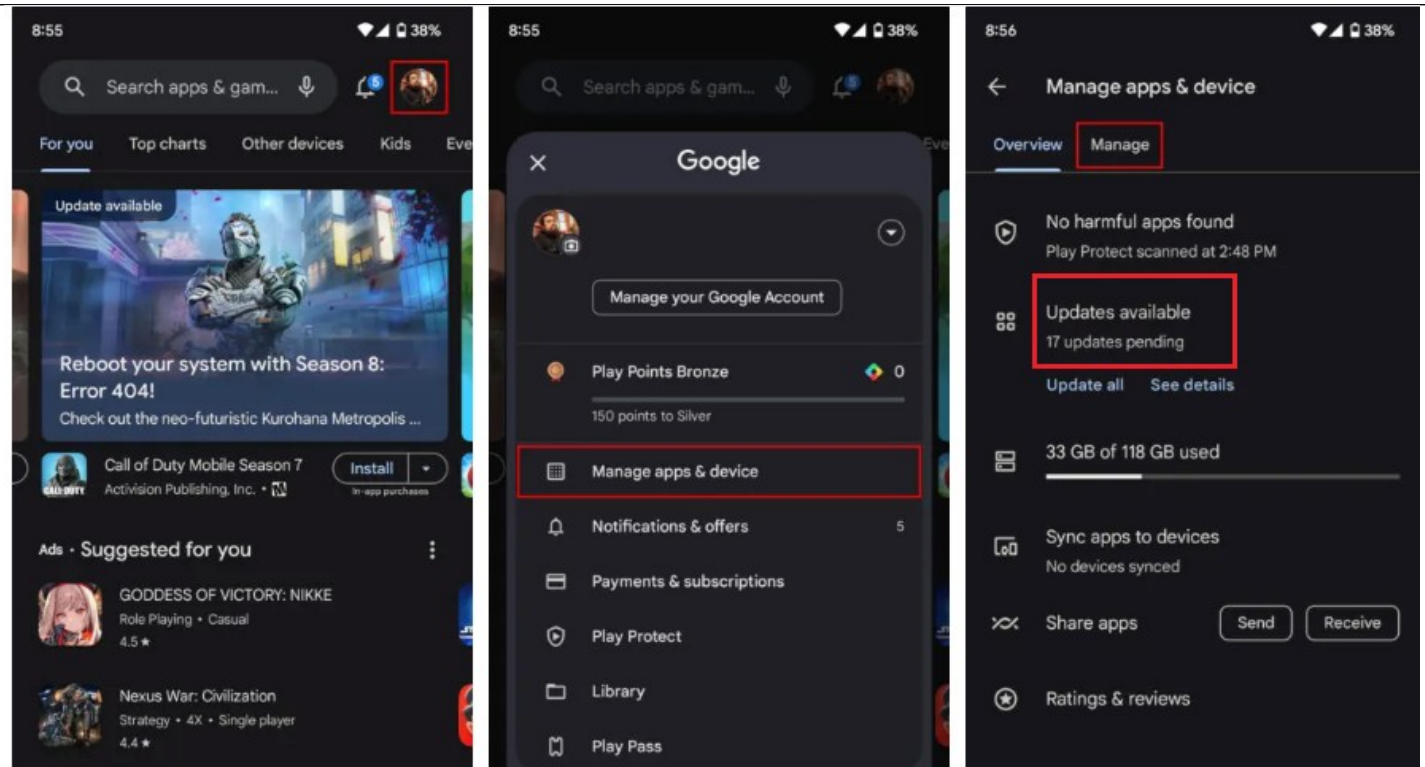 8:55
38%
Search apps & gam...
5
For you
Top charts
Other devices
Kids
Eve
Update available
Reboot your system with Season 8:
Error 404!
Check out the neo-futuristic Kurohana Metropolis ...
CALL·DUTY
Call of Duty Mobile Season 7
Activision Publishing, Inc. •
Install
In-app purchases
Ads • Suggested for you
GODDESS OF VICTORY: NIKKE
Role Playing • Casual
4.5 ★
Nexus War: Civilization
Strategy • 4X • Single player
4.4 ★
8:55
38%
Search apps & gam...
Eve
Google
Manage your Google Account
Play Points Bronze
0
150 points to Silver
Manage apps & device
Notifications & offers
5
Payments & subscriptions
Play Protect
Library
Play Pass
8:56
38%
Manage apps & device
Overview
Manage
No harmful apps found
Play Protect scanned at 2:48 PM
Updates available
17 updates pending
Update all
See details
33 GB of 118 GB used
Sync apps to devices
No devices synced
Share apps
Send
Receive
Ratings & reviews